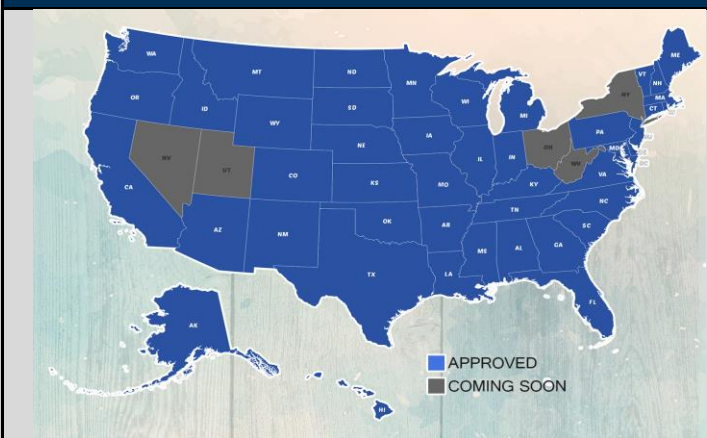 WA
MT
ND
MN
ME
OR
ID
SD
WI
MI
VT
NH
NY
MA
CT
WY
NE
IA
PA
NV
UT
CO
KS
MO
IL
IN
OH
WV
MD
VA
KY
CA
AZ
NM
OK
AR
TN
NC
SC
TX
LA
MS
AL
GA
FL
AK
HI
APPROVED
COMING SOON